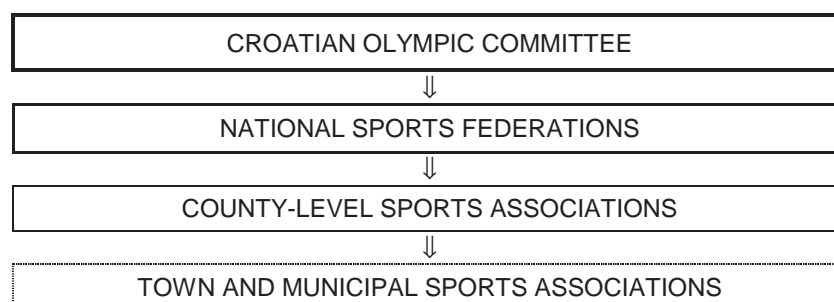 CROATIAN OLYMPIC COMMITTEE
⇓
NATIONAL SPORTS FEDERATIONS
⇓
COUNTY-LEVEL SPORTS ASSOCIATIONS
⇓
TOWN AND MUNICIPAL SPORTS ASSOCIATIONS